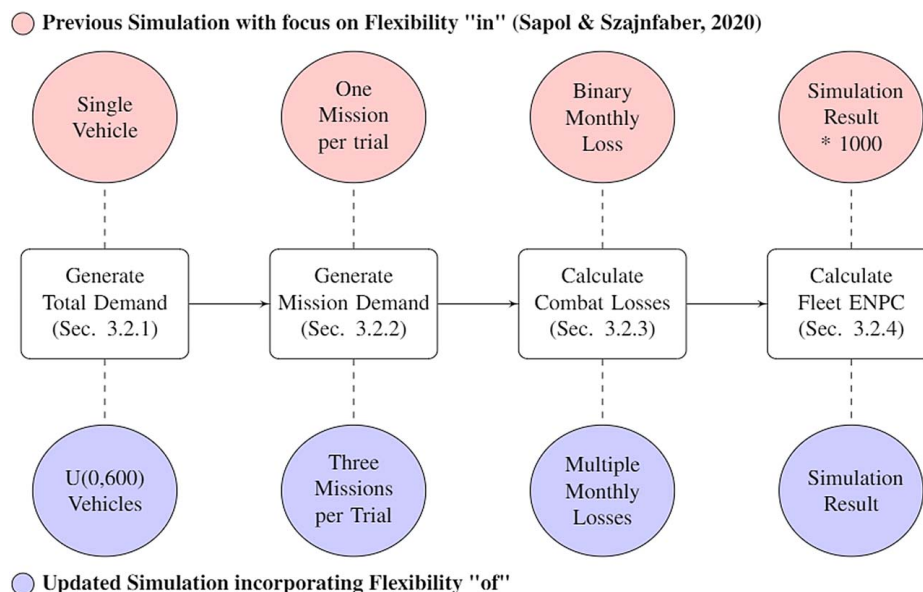 Previous Simulation with focus on Flexibility "in" (Sapol & Szajnfaber, 2020)
Single
Vehicle
One
Mission
per trial
Binary
Monthly
Loss
Simulation
Result
* 1000
Generate
Total Demand
(Sec. 3.2.1)
Generate
Mission Demand
(Sec. 3.2.2)
Calculate
Combat Losses
(Sec. 3.2.3)
Calculate
Fleet ENPC
(Sec. 3.2.4)
U(0,600)
Vehicles
Three
Missions
per Trial
Multiple
Monthly
Losses
Simulation
Result
Updated Simulation incorporating Flexibility "of"